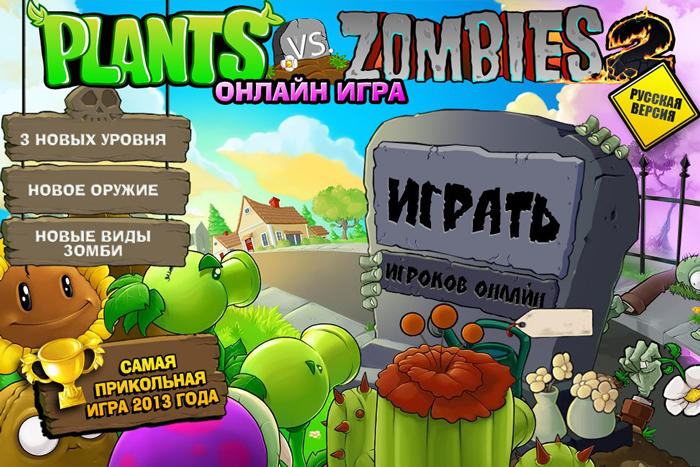 PLANTS VS. ZOMBIES 2
ОНЛАЙН ИГРА
РУССКАЯ
ВЕРСИЯ
3 НОВЫХ УРОВНЯ
НОВОЕ ОРУЖИЕ
НОВЫЕ ВИДЫ
ЗОМБИ
ИГРАТЬ
ИГРОКОВ ОНЛАЙН
САМАЯ
ПРИКОЛЬНАЯ
ИГРА 2013 ГОДА